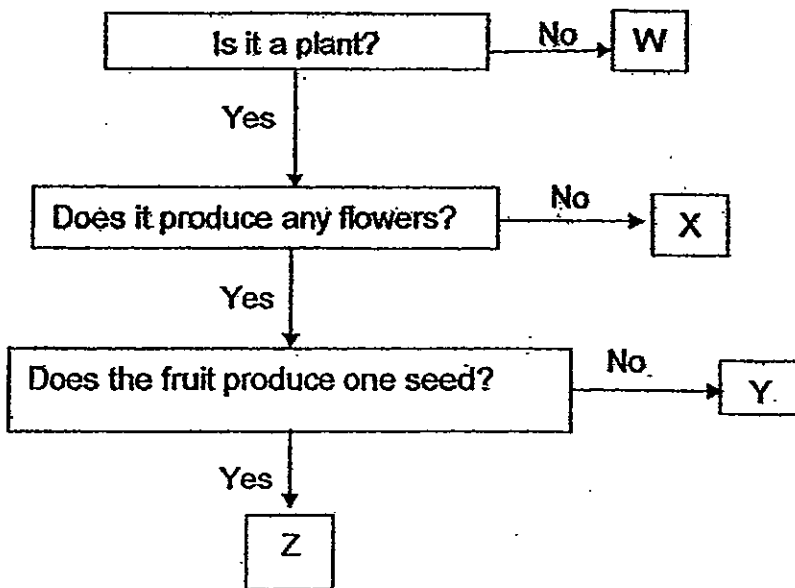 Is it a plant?
No
W
Yes
Does it produce any flowers?
No
X
Yes
Does the fruit produce one seed?
No
Y
Yes
Z